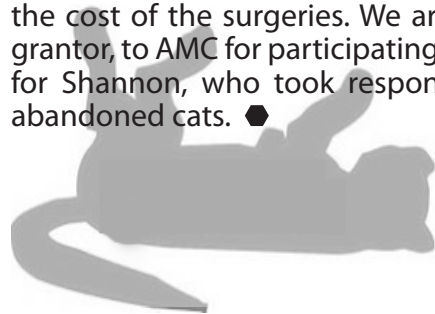 the cost of the surgeries. We ar
grantor, to AMC for participating
for Shannon, who took respon
abandoned cats.